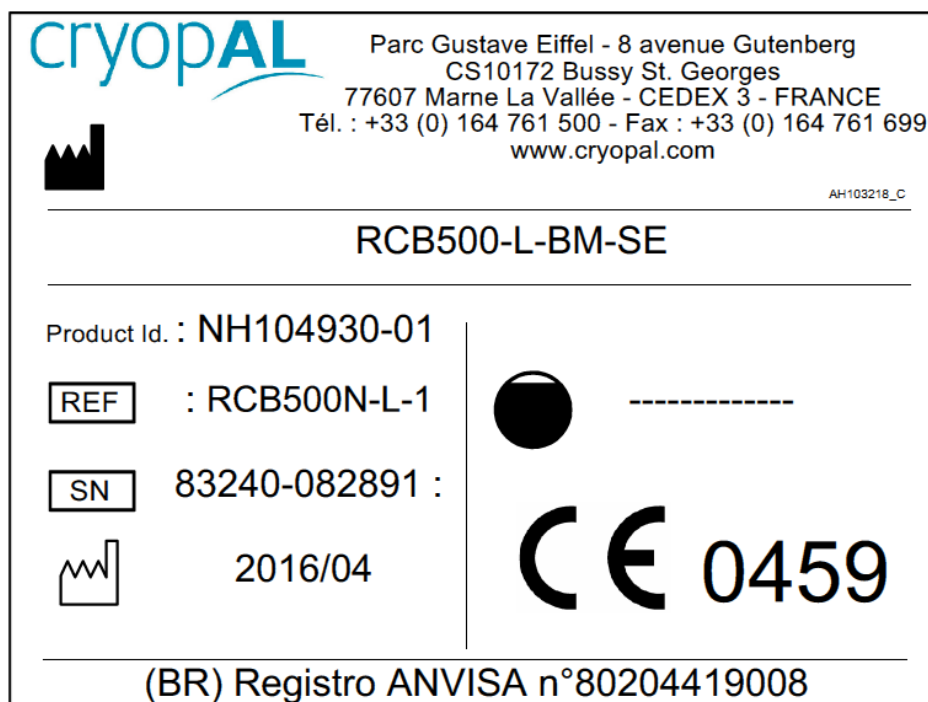 cryopAL
Parc Gustave Eiffel - 8 avenue Gutenberg
CS10172 Bussy St. Georges
77607 Marne La Vallée - CEDEX 3 - FRANCE
Tél. : +33 (0) 164 761 500 - Fax : +33 (0) 164 761 699
www.cryopal.com
AH103218_C
RCB500-L-BM-SE
Product Id. : NH104930-01
REF : RCB500N-L-1
-------------
SN 83240-082891 :
2016/04
CE 0459
(BR) Registro ANVISA n°80204419008